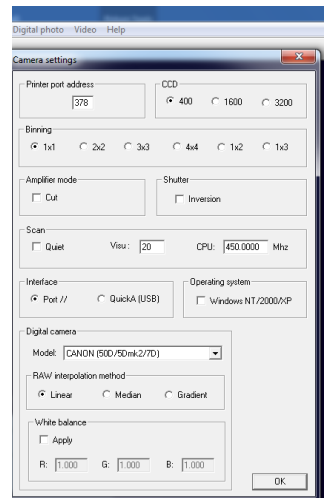 Digital photo Video Help
Camera settings
Printer port address
378
CCD
400 1600 3200
Binning
1x1 2x2 3x3 4x4 1x2 1x3
Amplifier mode
Cut
Shutter
Inversion
Scan
Quiet Visu : 20 CPU: 450.0000 Mhz
Interface
Port // QuickA (USB)
Operating system
Windows NT/2000/XP
Digital camera
Model: CANON (50D/5Dmk2/7D)
RAW interpolation method
Linear Median Gradient
White balance
Apply
R: 1.000 G: 1.000 B: 1.000
OK